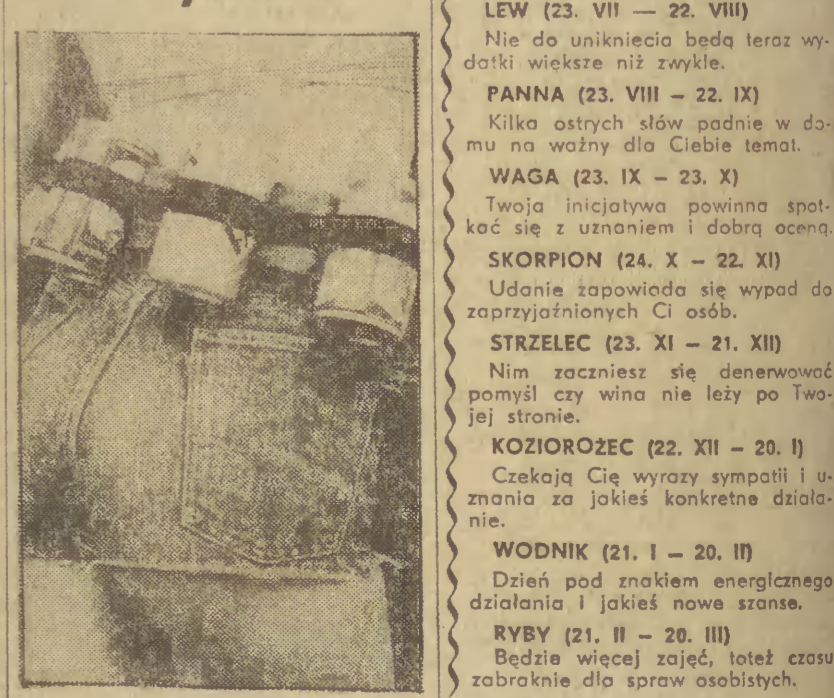 LEW (23. VII — 22. VIII)
Nie do uniknięcia będą teraz wy-
datki większe niż zwykle.
PANNA (23. VIII – 22. IX)
Kilka ostrych słów padnie w do-
mu na ważny dla Ciebie temat.
WAGA (23. IX – 23. X)
Twoja inicjatywa powinna spot-
kać się z uznaniem i dobrą oceną.
SKORPION (24. X – 22. XI)
Udanie zapowiada się wypad do
zaprzyjaźnionych Ci osób.
STRZELEC (23. XI – 21. XII)
Nim zaczniesz się denerwować
pomyśl czy wina nie leży po Two-
jej stronie.
KOZIOROŻEC (22. XII – 20. I)
Czekają Cię wyrazy sympatii i u-
znania za jakieś konkretne działa-
nie.
WODNIK (21. I – 20. II)
Dzień pod znakiem energicznego
działania i jakieś nowe szanse.
RYBY (21. II – 20. III)
Będzie więcej zajęć, toteż czasu
zabraknie dla spraw osobistych.